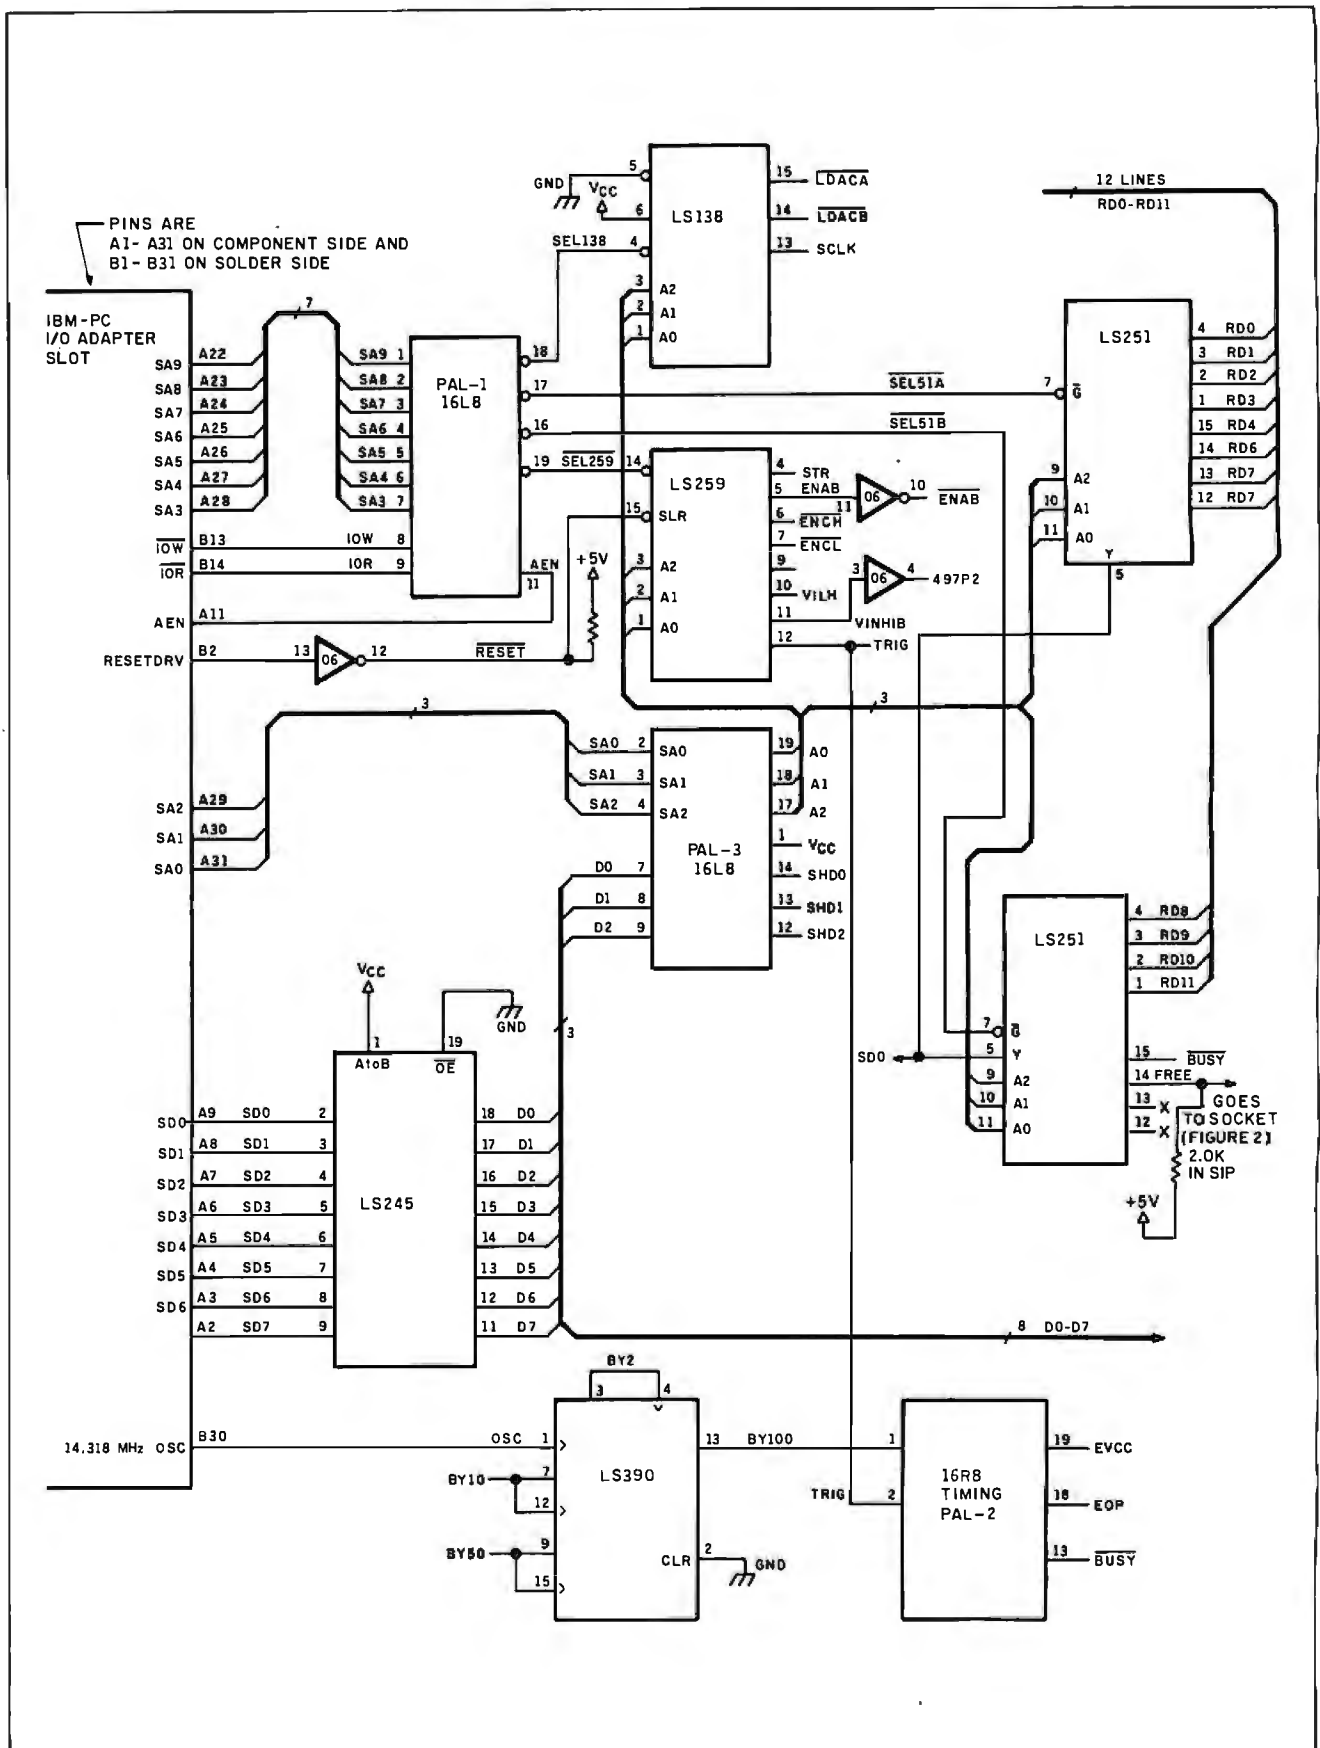 PINS ARE
A1-A31 ON COMPONENT SIDE AND
B1-B31 ON SOLDER SIDE
IBM-PC
I/O ADAPTER
SLOT
SA9 A22
SA8 A23
SA7 A24
SA6 A25
SA5 A26
SA4 A27
SA3 A28
IOW B13 IOW 8
IOR B14 IOR 9
AEN A11
RESETDRV B2 13 06 12 RESET
7
SA9 1
SA8 2
SA7 3
SA6 4
SA5 5
SA4 6
SA3 7
PAL-1
16L8
18
17
16
19 SEL259 14
AEN
11
+5V
GND
VCC
SEL138
5
6
4
3 A2
2 A1
1 A0
LS138
15 LDACA
14 LDACB
13 SCLK
SEL51A
SEL51B
LS259
15 SLR
3 A2
2 A1
1 A0
4 STR
5 ENAB 11 06 10 ENAB
6 ENCH
7 ENCL
9
10 VILH
11 VINHIB 3 06 4 497P2
12 TRIG
12 LINES
RD0-RD11
LS251
7 G
9 A2
10 A1
11 A0
Y
5
4 RD0
3 RD1
2 RD2
1 RD3
15 RD4
14 RD6
13 RD7
12 RD7
3
3
SA2 A29
SA1 A30
SA0 A31
SA0 2 SA0
SA1 3 SA1
SA2 4 SA2
PAL-3
16L8
D0 7
D1 8
D2 9
19 A0
18 A1
17 A2
1 VCC
14 SHD0
13 SHD1
12 SHD2
LS251
4 RD8
3 RD9
2 RD10
1 RD11
7 G
SD0 5 Y
9 A2
10 A1
11 A0
15 BUSY
14 FREE
13 X
12 X
GOES
TO SOCKET
(FIGURE 2)
2.0K
IN SIP
+5V
VCC
GND
3
1
19
AtoB
OE
LS245
SD0 A9 SD0 2
SD1 A8 SD1 3
SD2 A7 SD2 4
SD3 A6 SD3 5
SD4 A5 SD4 6
SD5 A4 SD5 7
SD6 A3 SD6 8
A2 SD7 9
18 D0
17 D1
16 D2
15 D3
14 D4
13 D5
12 D6
11 D7
8 D0-D7
BY2
3 4
14.318 MHz OSC B30 OSC 1
BY10 7
12
BY50 9
15
LS390
CLR
13 BY100 1
2 GND
TRIG 2
16R8
TIMING
PAL-2
19 EVCC
18 EOP
13 BUSY